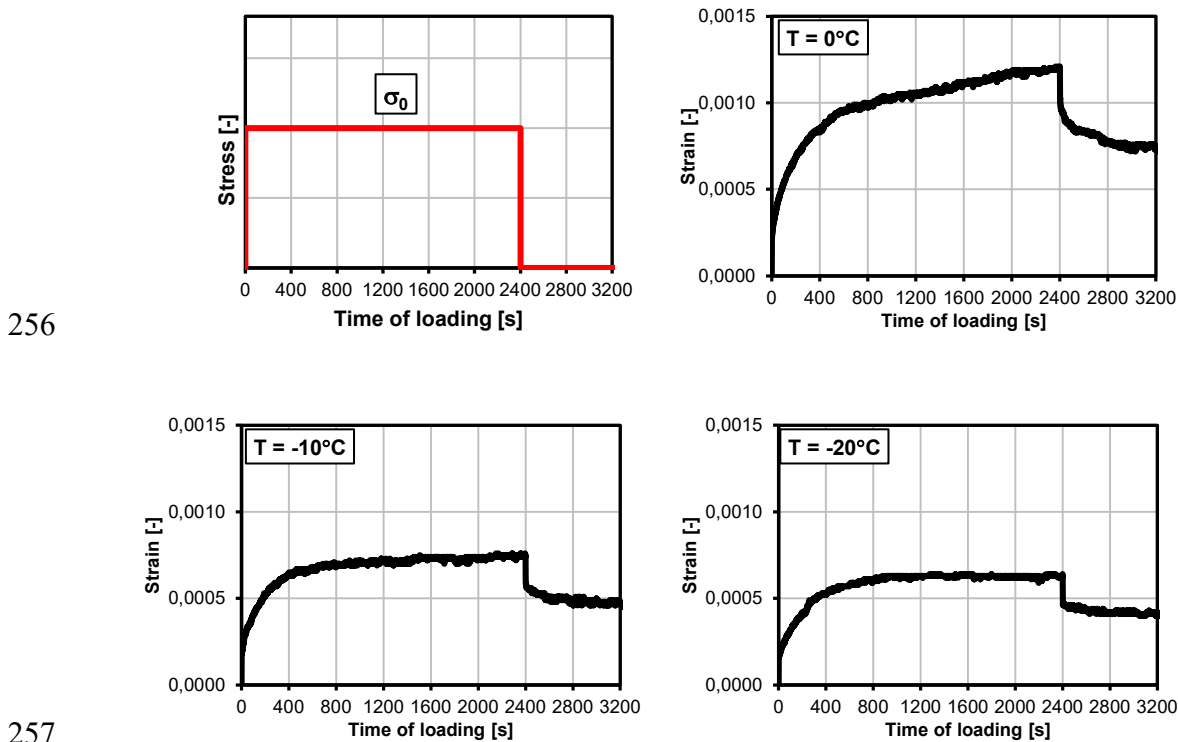 Stress [-]
σ0
0 400 800 1200 1600 2000 2400 2800 3200
Time of loading [s]
T = 0°C
Strain [-]
0,0015
0,0010
0,0005
0,0000
0 400 800 1200 1600 2000 2400 2800 3200
Time of loading [s]
256
T = -10°C
Strain [-]
0,0015
0,0010
0,0005
0,0000
0 400 800 1200 1600 2000 2400 2800 3200
Time of loading [s]
T = -20°C
Strain [-]
0,0015
0,0010
0,0005
0,0000
0 400 800 1200 1600 2000 2400 2800 3200
Time of loading [s]
257